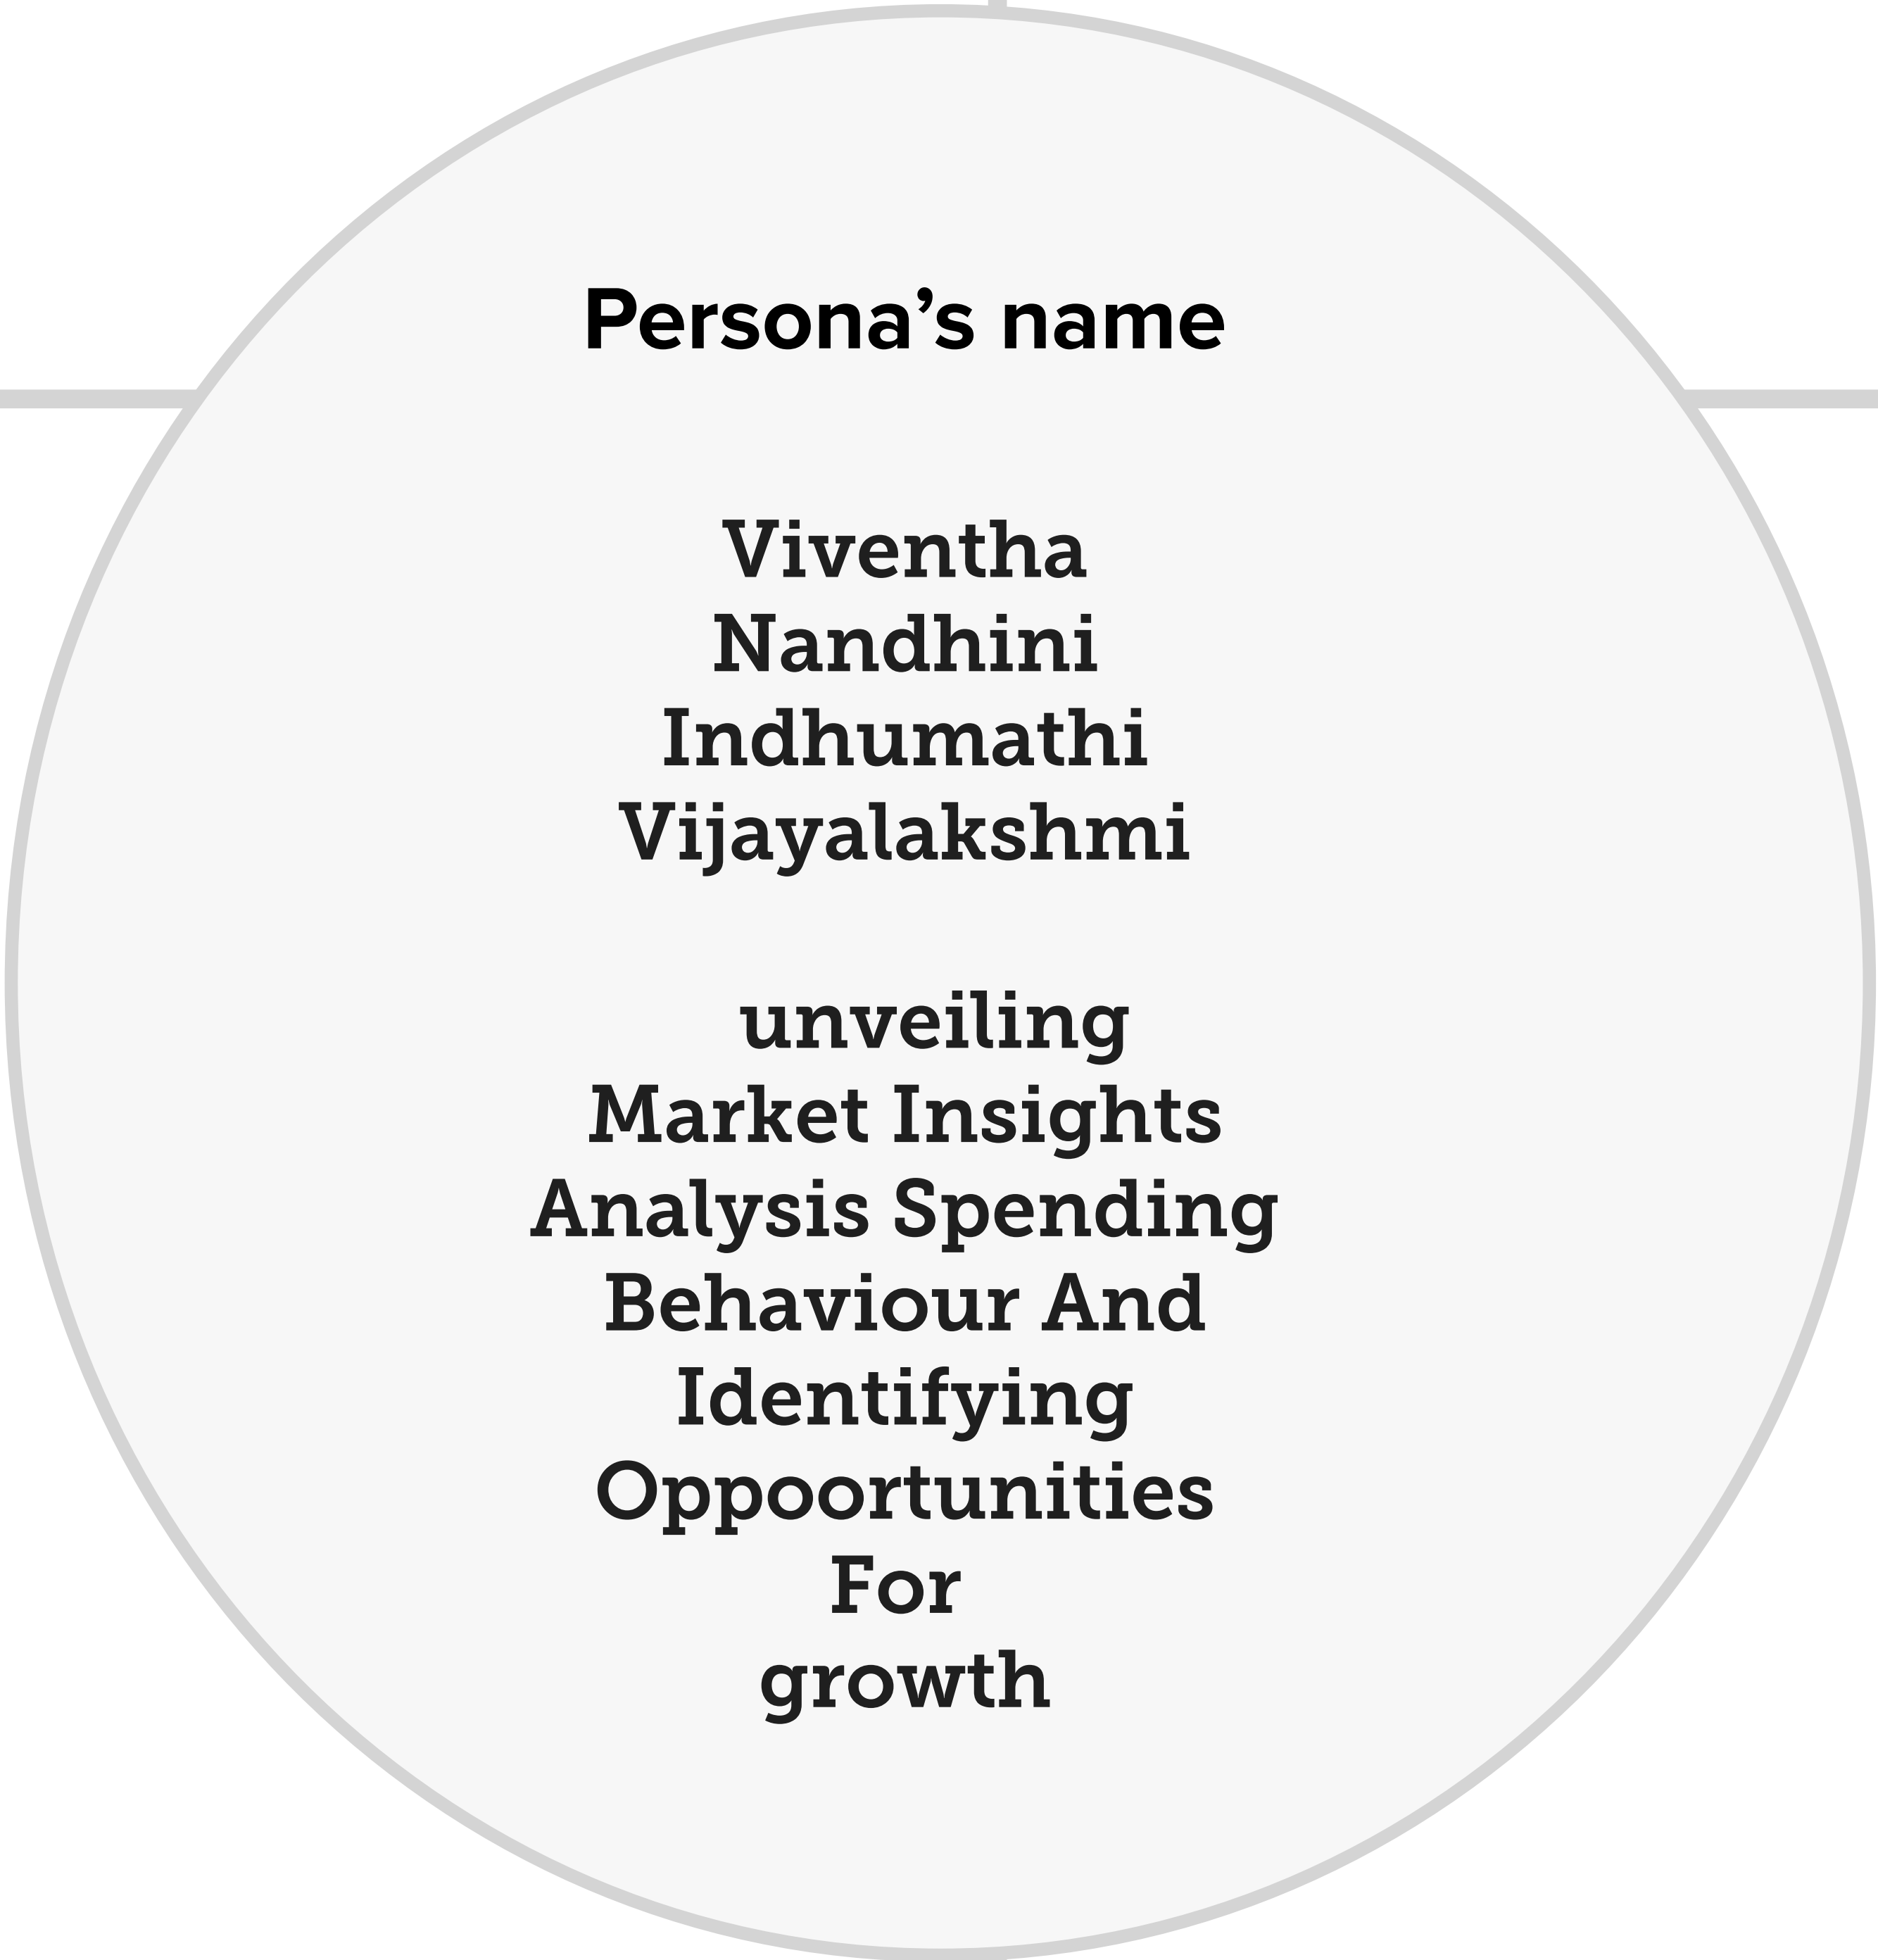 Persona’s name
Viventha
Nandhini
Indhumathi
Vijayalakshmi
unveiling
Market Insights
Analysis Spending
Behaviour And
Identifying
Oppoortunities
For
growth